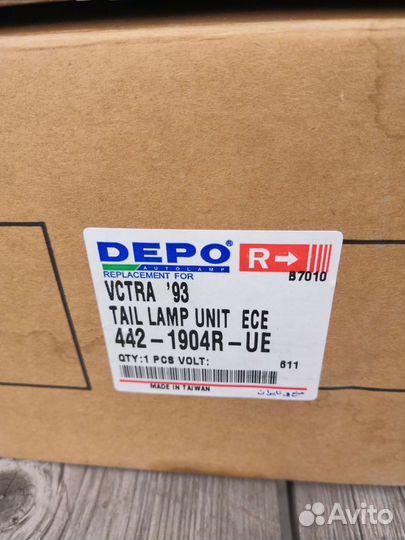 DEPO® R
AUTOLAMP
REPLACEMENT FOR B7010
VCTRA '93
TAIL LAMP UNIT ECE
442-1904R-UE
QTY:1 PCS VOLT: 611
MADE IN TAIWAN
Avito